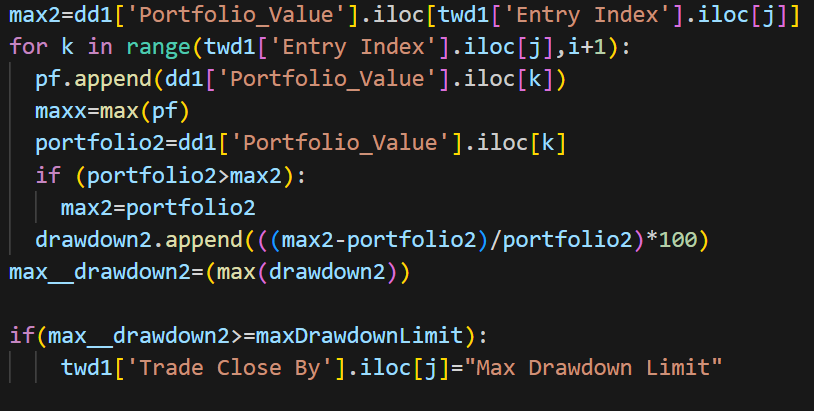 max2=dd1['Portfolio_Value'].iloc[twd1['Entry Index'].iloc[j]]
for k in range(twd1['Entry Index'].iloc[j],i+1):
  pf.append(dd1['Portfolio_Value'].iloc[k])
  maxx=max(pf)
  portfolio2=dd1['Portfolio_Value'].iloc[k]
  if (portfolio2>max2):
    max2=portfolio2
  drawdown2.append(((max2-portfolio2)/portfolio2)*100)
max__drawdown2=(max(drawdown2))

if(max__drawdown2>=maxDrawdownLimit):
    twd1['Trade Close By'].iloc[j]="Max Drawdown Limit"